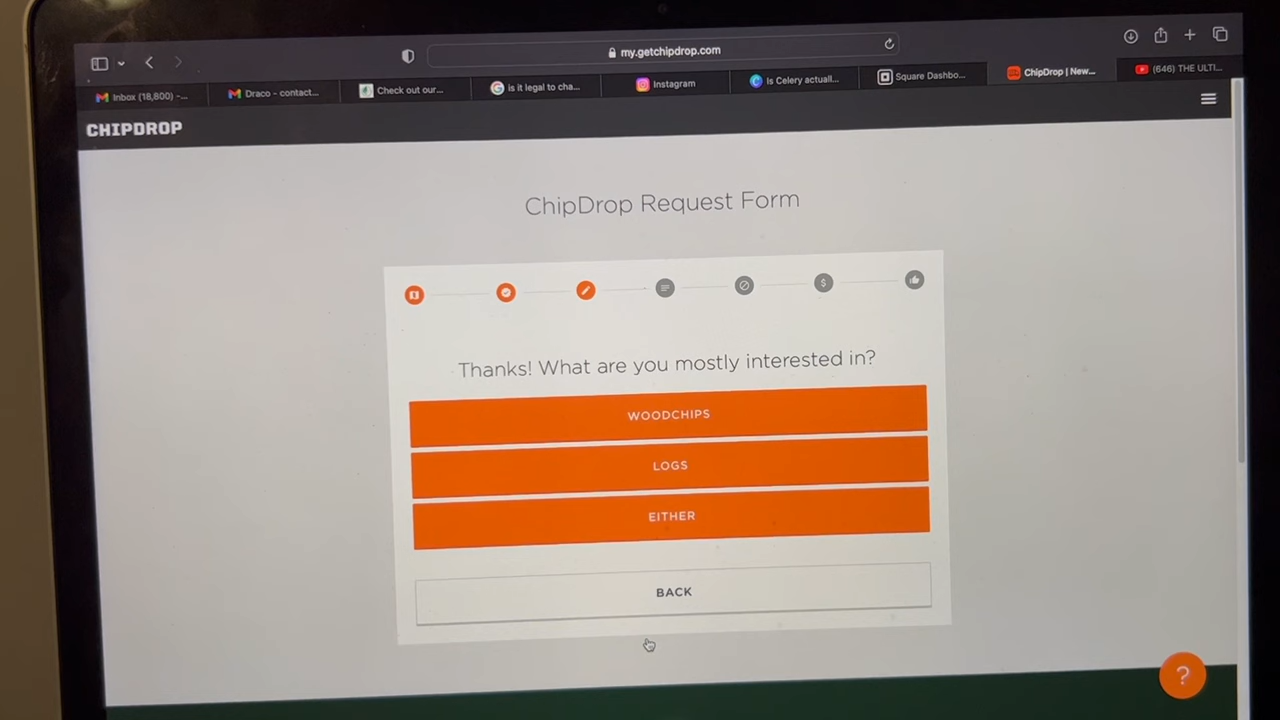 my.getchipdrop.com
Inbox (18,800) -...
Draco - contact...
Check out our...
is it legal to cha...
Instagram
Is Celery actuall...
Square Dashbo...
ChipDrop | New...
(646) THE ULTI...
CHIPDROP
ChipDrop Request Form
$
Thanks! What are you mostly interested in?
WOODCHIPS
LOGS
EITHER
BACK
?